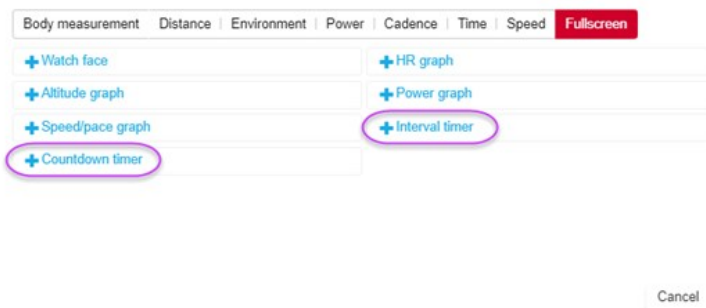 Body measurement Distance Environment Power Cadence Time Speed Fullscreen
Watch face HR graph
Altitude graph Power graph
Speed/pace graph Interval timer
Countdown timer
Cancel